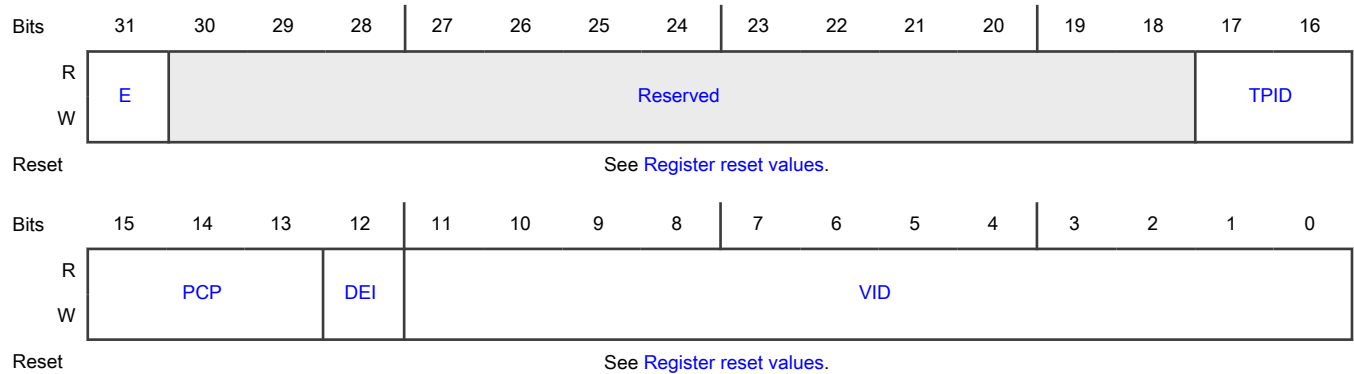 Bits 31 30 29 28 27 26 25 24 23 22 21 20 19 18 17 16
R
E Reserved TPID
W
Reset See Register reset values.
Bits 15 14 13 12 11 10 9 8 7 6 5 4 3 2 1 0
R
PCP DEI VID
W
Reset See Register reset values.